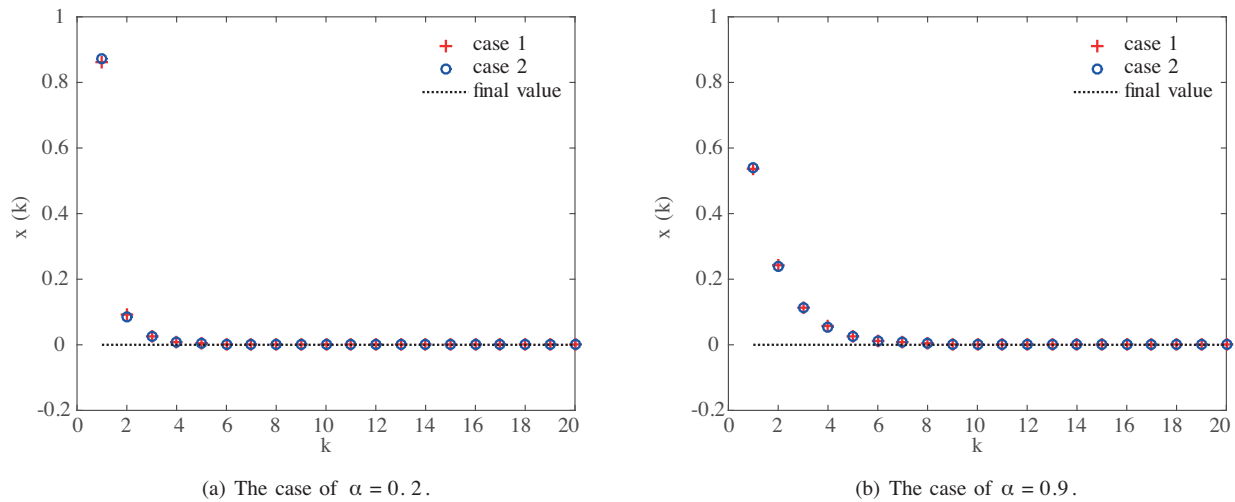 1
0.8
0.6
0.4
0.2
0
-0.2
x (k)
0 2 4 6 8 10 12 14 16 18 20
k
case 1
case 2
final value
(a) The case of α = 0. 2 .
1
0.8
0.6
0.4
0.2
0
-0.2
x (k)
0 2 4 6 8 10 12 14 16 18 20
k
case 1
case 2
final value
(b) The case of α = 0.9 .